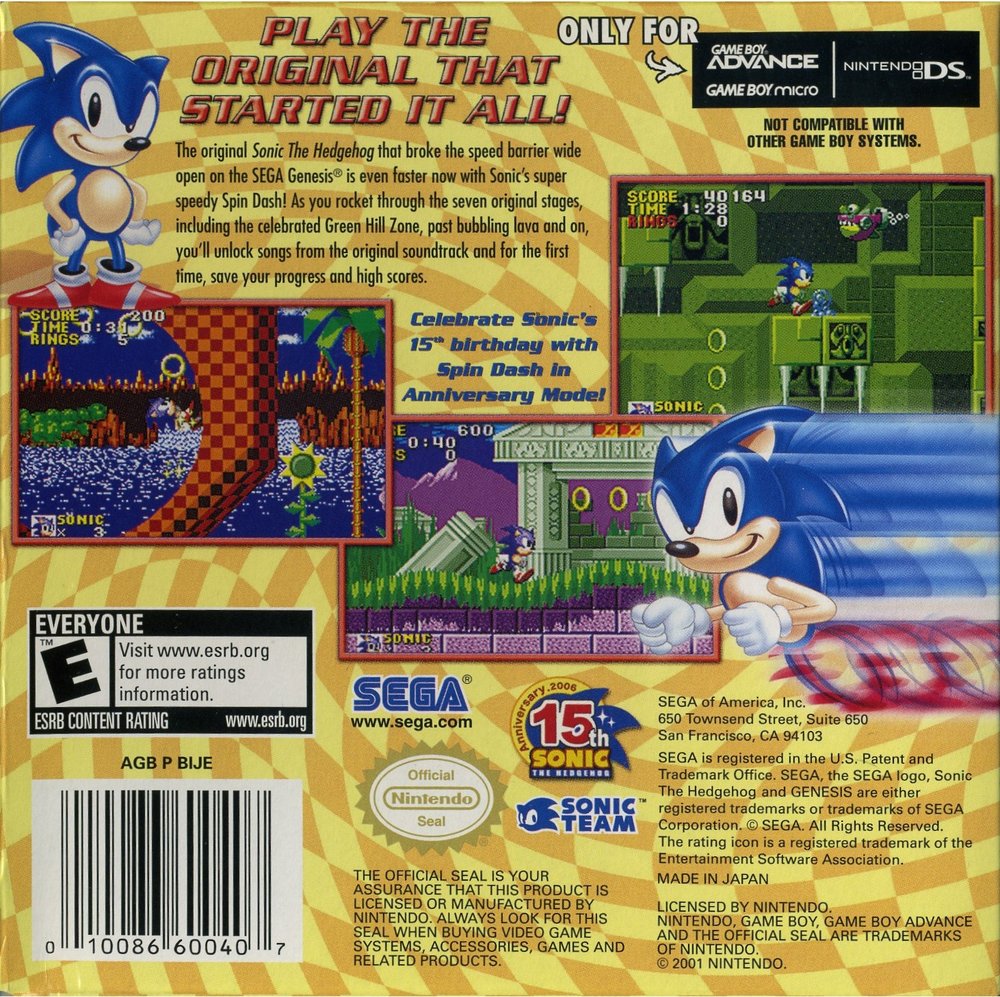 PLAY THE
ORIGINAL THAT
STARTED IT ALL!
ONLY FOR
GAME BOY
ADVANCE
GAME BOY micro
NINTENDO DS™
NOT COMPATIBLE WITH
OTHER GAME BOY SYSTEMS.
The original Sonic The Hedgehog that broke the speed barrier wide
open on the SEGA Genesis® is even faster now with Sonic's super
speedy Spin Dash! As you rocket through the seven original stages,
including the celebrated Green Hill Zone, past bubbling lava and on,
you'll unlock songs from the original soundtrack and for the first
time, save your progress and high scores.
SCORE 40164
TIME 1:28
RINGS 0
SONIC
SCORE 200
TIME 0:31
RINGS 5
SONIC
× 3
Celebrate Sonic's
15th birthday with
Spin Dash in
Anniversary Mode!
E 600
0:40
S 0
SONIC
EVERYONE
E™
Visit www.esrb.org
for more ratings
information.
ESRB CONTENT RATING www.esrb.org
AGB P BIJE
0 10086 60040 7
SEGA®
www.sega.com
Anniversary.2006
15th
SONIC
THE HEDGEHOG
Official
Nintendo
Seal
®
SONIC™
TEAM
THE OFFICIAL SEAL IS YOUR
ASSURANCE THAT THIS PRODUCT IS
LICENSED OR MANUFACTURED BY
NINTENDO. ALWAYS LOOK FOR THIS
SEAL WHEN BUYING VIDEO GAME
SYSTEMS, ACCESSORIES, GAMES AND
RELATED PRODUCTS.
SEGA of America, Inc.
650 Townsend Street, Suite 650
San Francisco, CA 94103
SEGA is registered in the U.S. Patent and
Trademark Office. SEGA, the SEGA logo, Sonic
The Hedgehog and GENESIS are either
registered trademarks or trademarks of SEGA
Corporation. © SEGA. All Rights Reserved.
The rating icon is a registered trademark of the
Entertainment Software Association.
MADE IN JAPAN
LICENSED BY NINTENDO.
NINTENDO, GAME BOY, GAME BOY ADVANCE
AND THE OFFICIAL SEAL ARE TRADEMARKS
OF NINTENDO.
© 2001 NINTENDO.